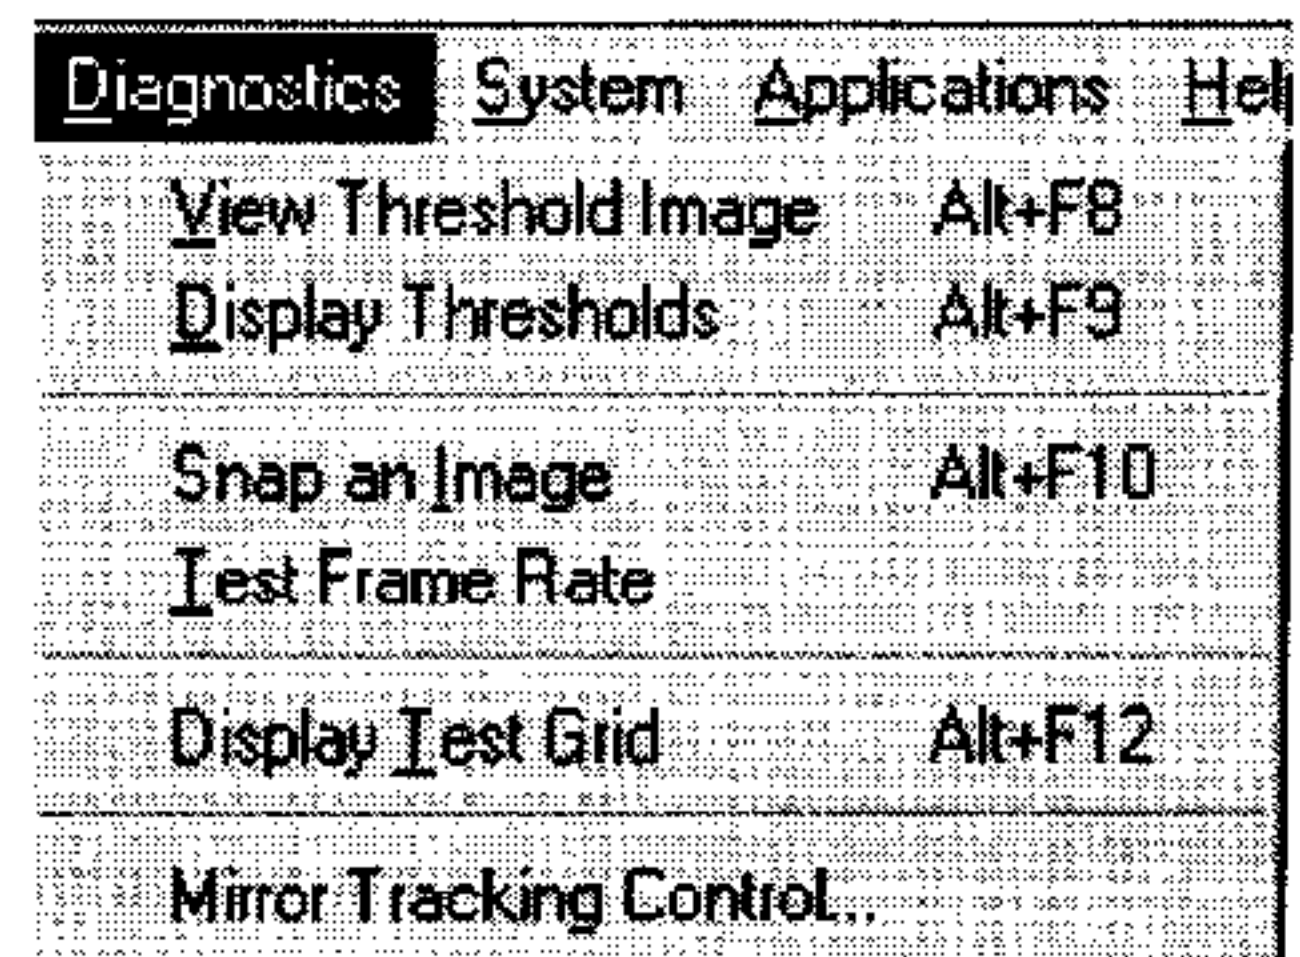 Diagnostics System Applications Hel
View Threshold Image Alt+F8
Display Thresholds Alt+F9
Snap an Image Alt+F10
Test Frame Rate
Display Test Grid Alt+F12
Mirror Tracking Control...